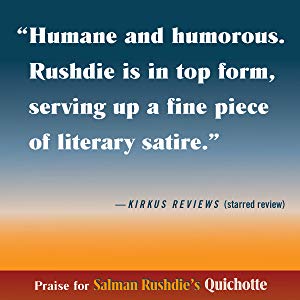 “Humane and humorous.
Rushdie is in top form,
serving up a fine piece
of literary satire.”
—KIRKUS REVIEWS (starred review)
Praise for Salman Rushdie’s Quichotte